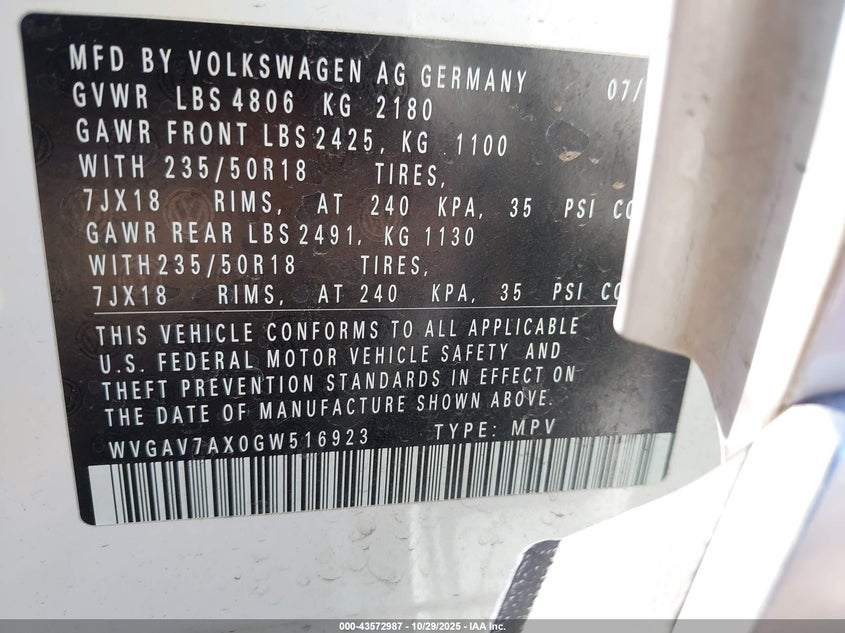 MFD BY VOLKSWAGEN AG GERMANY 07/
GVWR LBS 4806 KG 2180
GAWR FRONT LBS 2425, KG 1100
WITH 235/50R18 TIRES,
7JX18 RIMS, AT 240 KPA, 35 PSI
GAWR REAR LBS 2491, KG 1130
WITH 235/50R18 TIRES,
7JX18 RIMS, AT 240 KPA, 35 PSI
THIS VEHICLE CONFORMS TO ALL APPLICABLE
U.S. FEDERAL MOTOR VEHICLE SAFETY AND
THEFT PREVENTION STANDARDS IN EFFECT ON
THE DATE OF MANUFACTURE SHOWN ABOVE.
WVGAV7AX0GW516923 TYPE: MPV
000-43572987 - 10/29/2025 - IAA Inc.